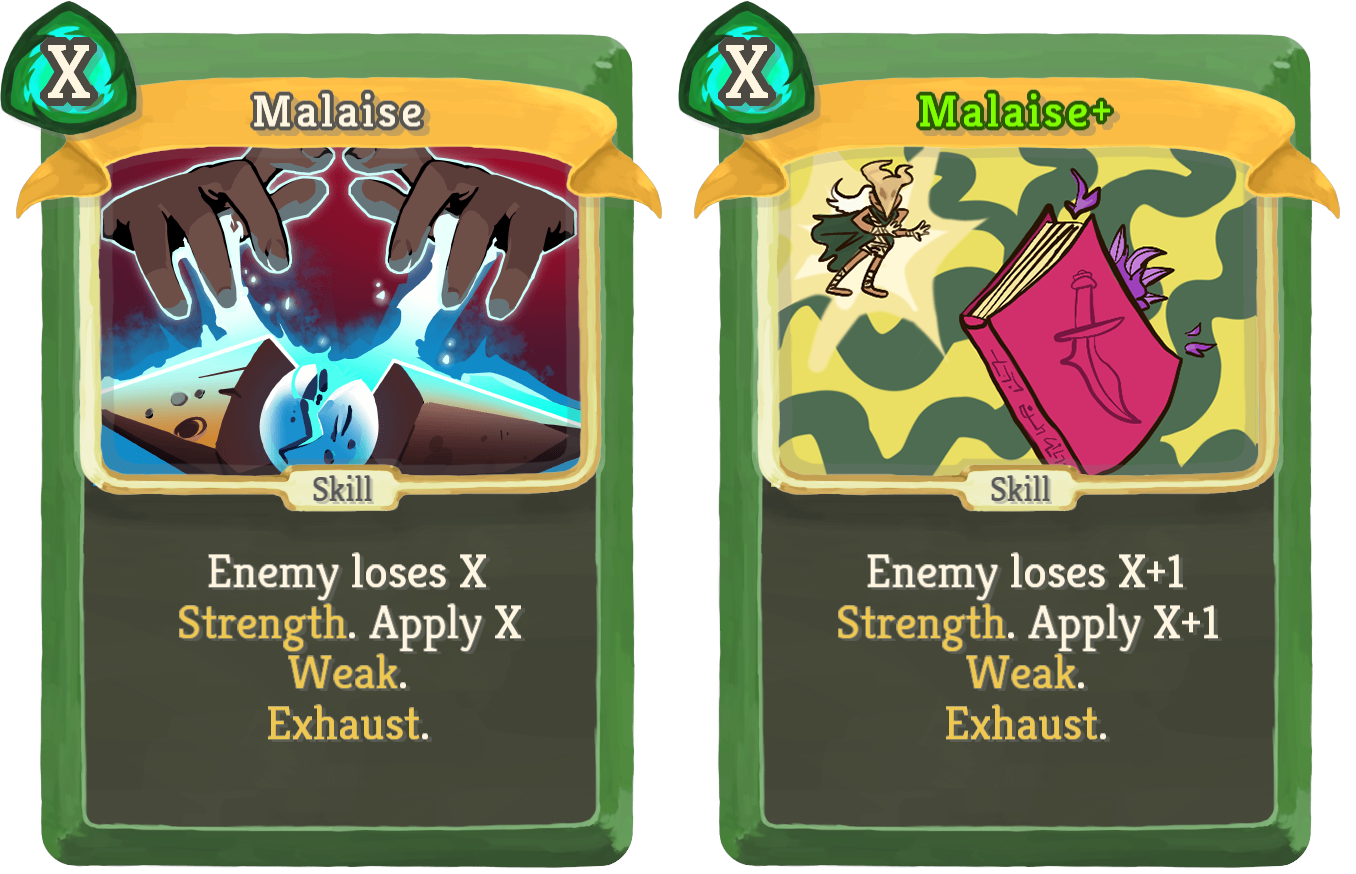 X
Malaise
Skill
Enemy loses X
Strength. Apply X
Weak.
Exhaust.
X
Malaise+
Skill
Enemy loses X+1
Strength. Apply X+1
Weak.
Exhaust.